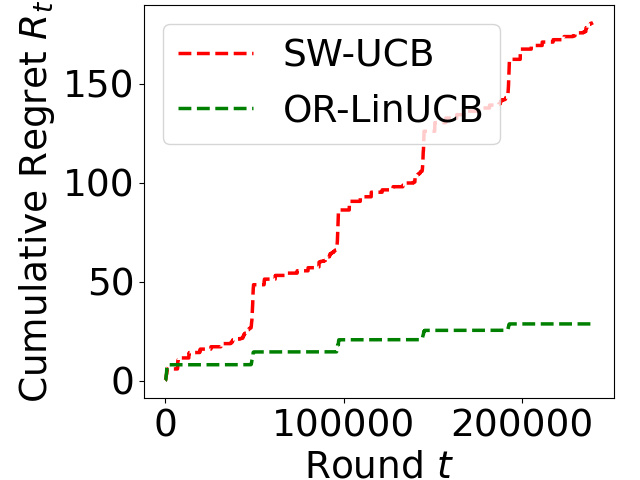 SW-UCB
OR-LinUCB
Cumulative Regret R_t
150
100
50
0
0
100000
200000
Round t